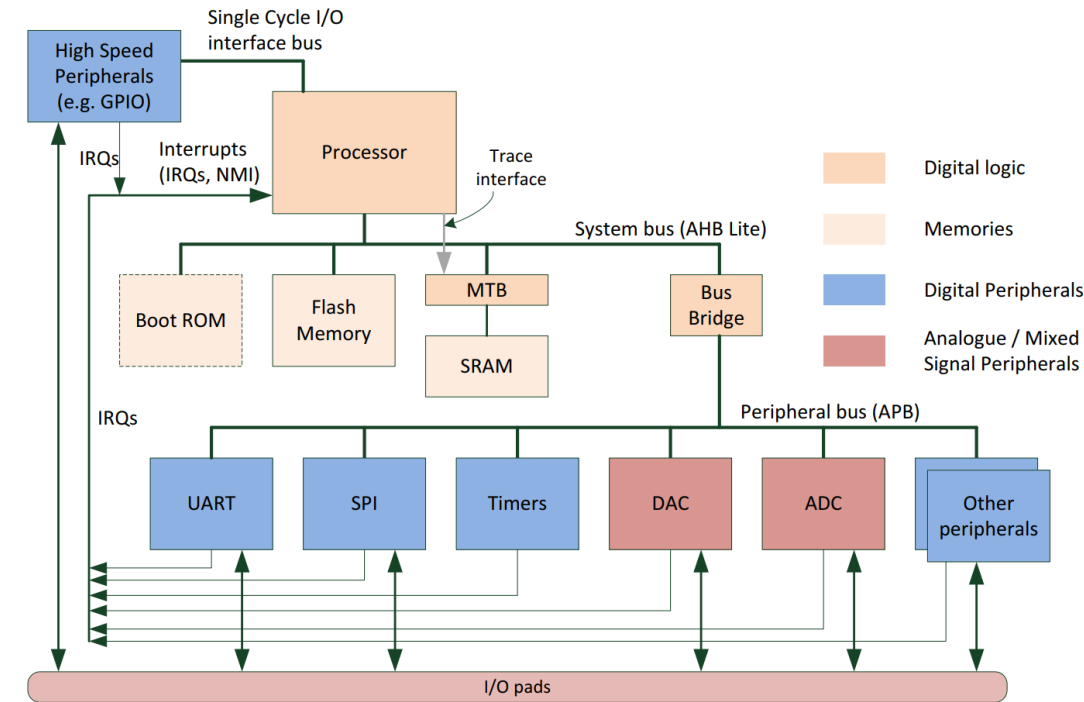 Single Cycle I/O
interface bus
High Speed
Peripherals
(e.g. GPIO)
IRQs
Interrupts
(IRQs, NMI)
Processor
Trace
interface
Digital logic
System bus (AHB Lite)
Memories
Boot ROM
Flash
Memory
MTB
SRAM
Bus
Bridge
Digital Peripherals
Analogue / Mixed
Signal Peripherals
IRQs
Peripheral bus (APB)
UART
SPI
Timers
DAC
ADC
Other
peripherals
I/O pads